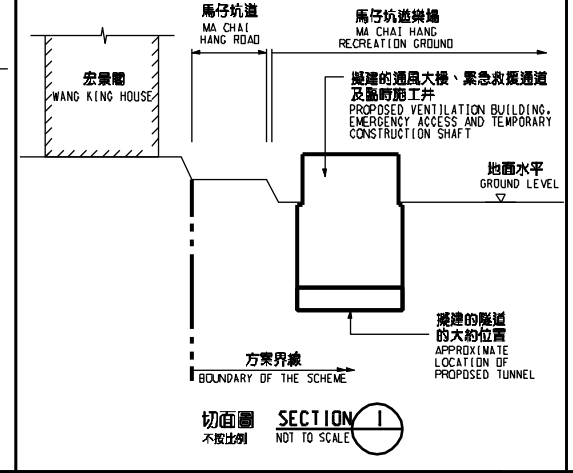 馬仔坑道
MA CHAI
HANG ROAD
馬仔坑遊樂場
MA CHAI HANG
RECREATION GROUND
宏景閣
WANG KING HOUSE
擬建的通風大樓、緊急救援通道
及臨時施工井
PROPOSED VENTILATION BUILDING,
EMERGENCY ACCESS AND TEMPORARY
CONSTRUCTION SHAFT
地面水平
GROUND LEVEL
擬建的隧道
的大約位置
APPROXIMATE
LOCATION OF
PROPOSED TUNNEL
方案界線
BOUNDARY OF THE SCHEME
切面圖
不按比例
SECTION 1
NOT TO SCALE